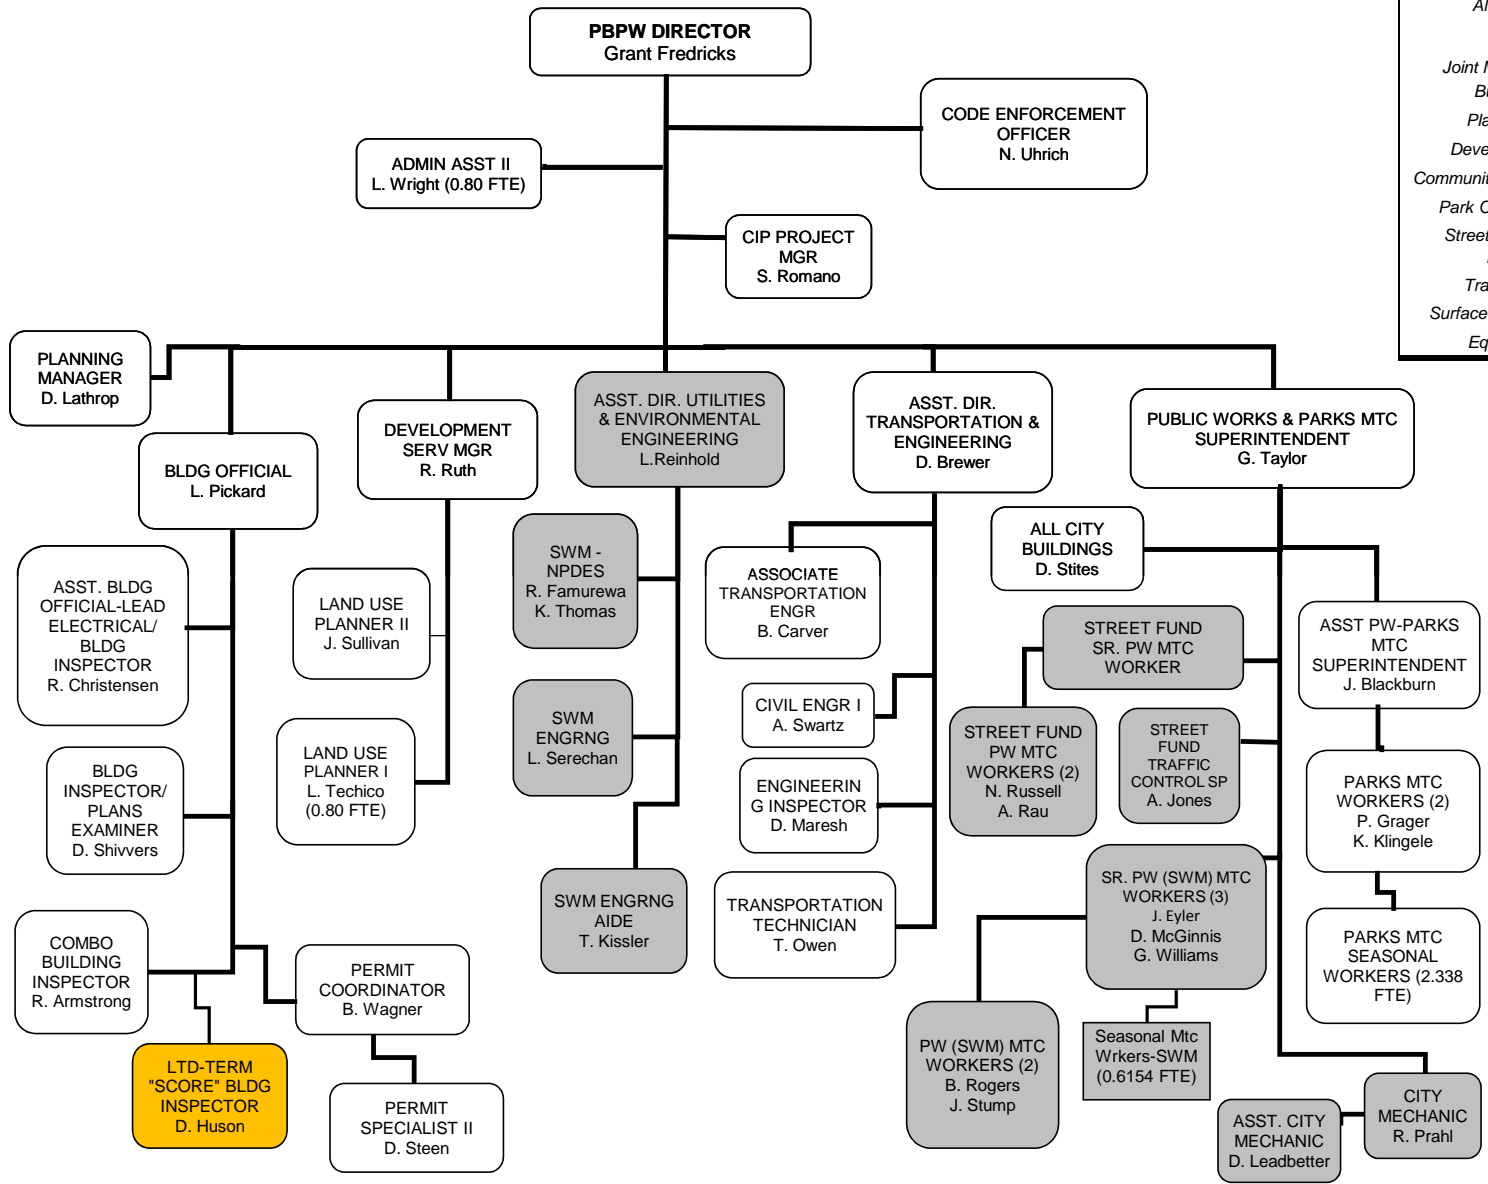 PBPW DIRECTOR
Grant Fredricks
CODE ENFORCEMENT
OFFICER
N. Uhrich
ADMIN ASST II
L. Wright (0.80 FTE)
CIP PROJECT
MGR
S. Romano
Joint
Park
Street
Surface
PLANNING
MANAGER
D. Lathrop
BLDG OFFICIAL
L. Pickard
DEVELOPMENT
SERV MGR
R. Ruth
ASST. DIR. UTILITIES
& ENVIRONMENTAL
ENGINEERING
L.Reinhold
ASST. DIR.
TRANSPORTATION &
ENGINEERING
D. Brewer
PUBLIC WORKS & PARKS MTC
SUPERINTENDENT
G. Taylor
ASST. BLDG
OFFICIAL-LEAD
ELECTRICAL/
BLDG
INSPECTOR
R. Christensen
BLDG
INSPECTOR/
PLANS
EXAMINER
D. Shivvers
COMBO
BUILDING
INSPECTOR
R. Armstrong
LTD-TERM
"SCORE" BLDG
INSPECTOR
D. Huson
PERMIT
COORDINATOR
B. Wagner
PERMIT
SPECIALIST II
D. Steen
LAND USE
PLANNER II
J. Sullivan
LAND USE
PLANNER I
L. Techico
(0.80 FTE)
SWM -
NPDES
R. Famurewa
K. Thomas
SWM
ENGRNG
L. Serechan
SWM ENGRNG
AIDE
T. Kissler
ASSOCIATE
TRANSPORTATION
ENGR
B. Carver
CIVIL ENGR I
A. Swartz
ENGINEERIN
G INSPECTOR
D. Maresh
TRANSPORTATION
TECHNICIAN
T. Owen
ALL CITY
BUILDINGS
D. Stites
STREET FUND
SR. PW MTC
WORKER
STREET FUND
PW MTC
WORKERS (2)
N. Russell
A. Rau
STREET
FUND
TRAFFIC
CONTROL SP
A. Jones
SR. PW (SWM) MTC
WORKERS (3)
J. Eyler
D. McGinnis
G. Williams
PW (SWM) MTC
WORKERS (2)
B. Rogers
J. Stump
Seasonal Mtc
Wrkers-SWM
(0.6154 FTE)
ASST PW-PARKS
MTC
SUPERINTENDENT
J. Blackburn
PARKS MTC
WORKERS (2)
P. Grager
K. Klingele
PARKS MTC
SEASONAL
WORKERS (2.338
FTE)
CITY
MECHANIC
R. Prahl
ASST. CITY
MECHANIC
D. Leadbetter